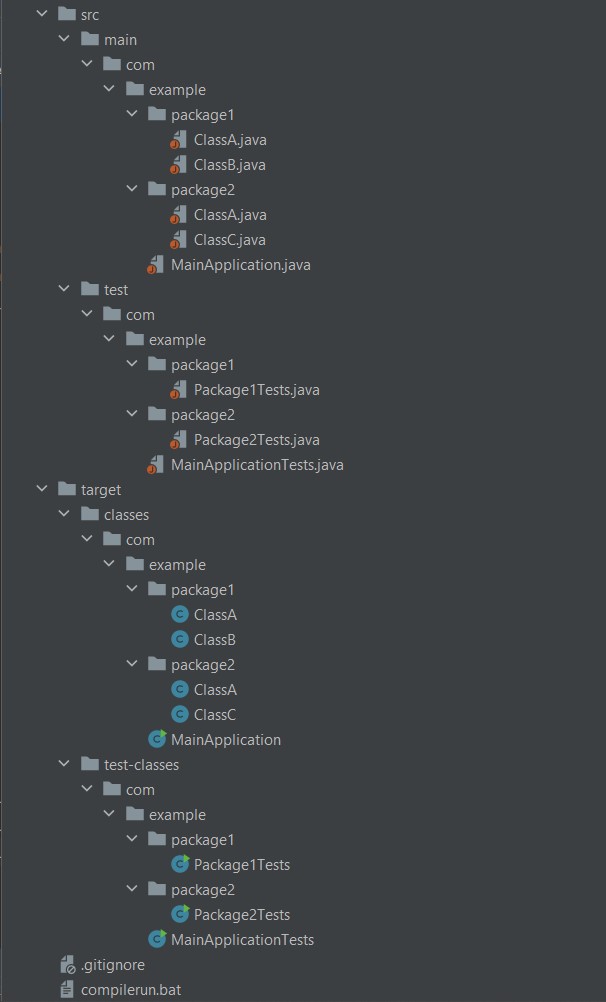 src
main
com
example
package1
ClassA.java
ClassB.java
package2
ClassA.java
ClassC.java
MainApplication.java
test
com
example
package1
Package1Tests.java
package2
Package2Tests.java
MainApplicationTests.java
target
classes
com
example
package1
ClassA
ClassB
package2
ClassA
ClassC
MainApplication
test-classes
com
example
package1
Package1Tests
package2
Package2Tests
MainApplicationTests
.gitignore
compilerun.bat